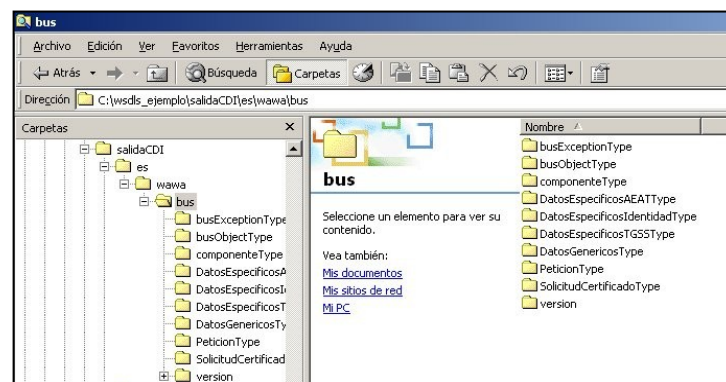 bus
Archivo Edición Ver Favoritos Herramientas Ayuda
Atrás Búsqueda Carpetas
Dirección C:\wsdls_ejemplo\salidaCDI\es\wawa\bus
Carpetas
salidaCDI
es
wawa
bus
busExceptionType
busObjectType
componenteType
DatosEspecificosA
DatosEspecificosI
DatosEspecificosT
DatosGenericosTy
PeticionType
SolicitudCertificad
version
bus
Seleccione un elemento para ver su
contenido.
Vea también:
Mis documentos
Mis sitios de red
Mi PC
Nombre
busExceptionType
busObjectType
componenteType
DatosEspecificosAEATType
DatosEspecificosIdentidadType
DatosEspecificosTGSSType
DatosGenericosType
PeticionType
SolicitudCertificadoType
version